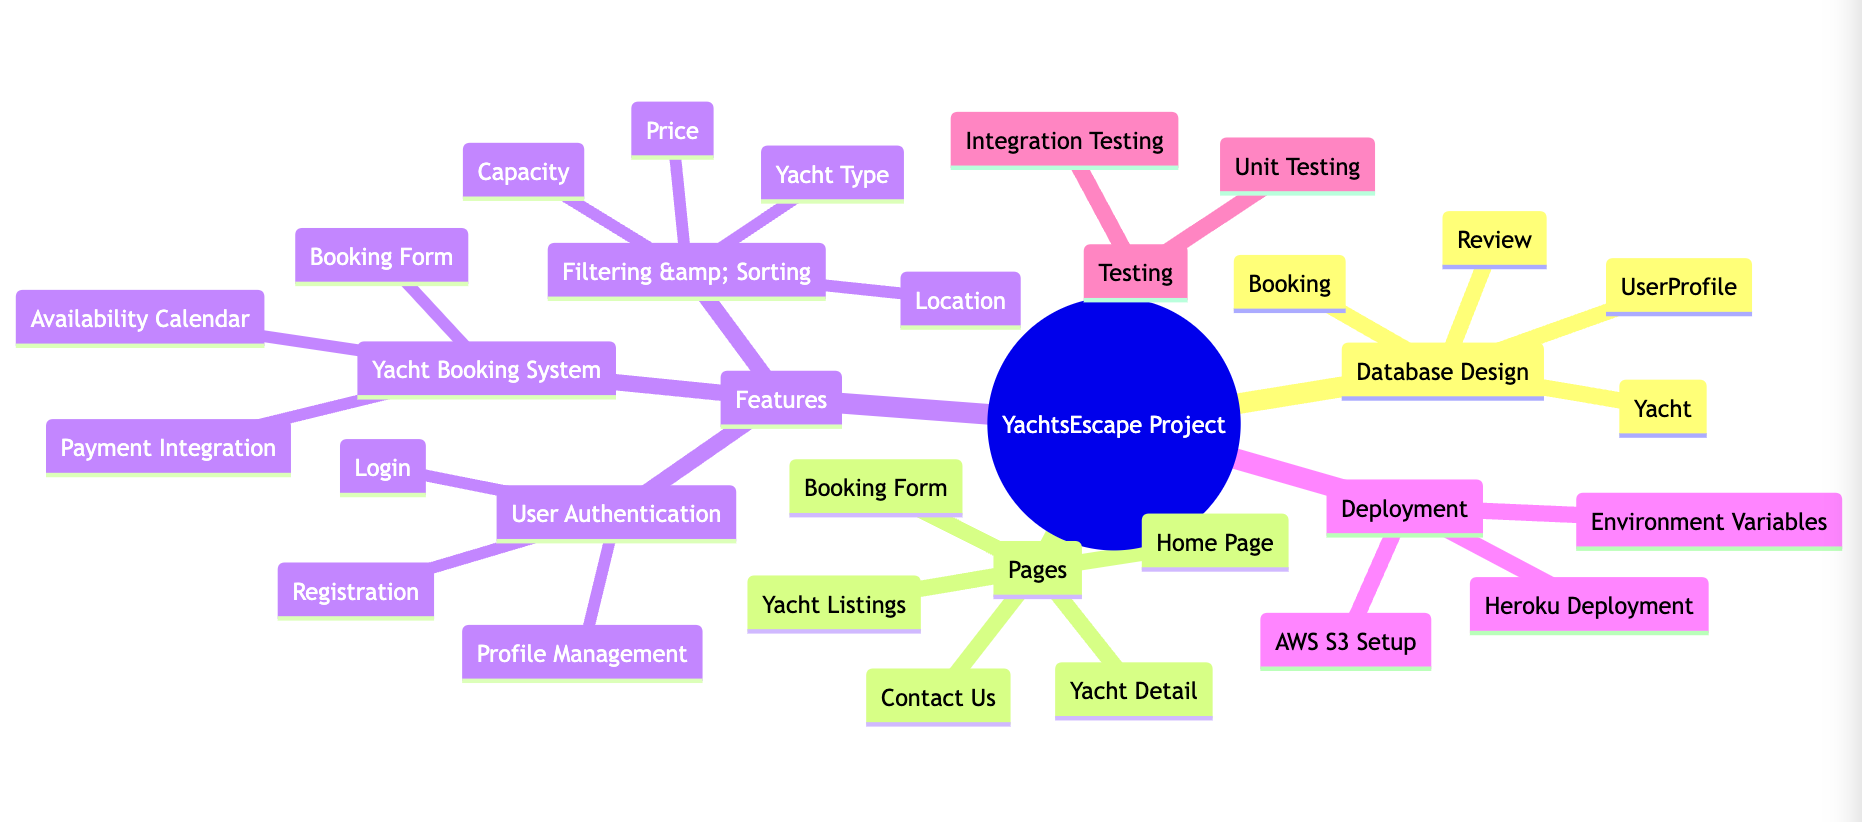 Price
Integration Testing
Capacity
Yacht Type
Unit Testing
Review
Booking Form
Filtering &amp; Sorting
Testing
Booking
UserProfile
Location
Availability Calendar
Yacht Booking System
Database Design
Features
Yacht
YachtsEscape Project
Payment Integration
Login
Booking Form
User Authentication
Deployment
Environment Variables
Home Page
Pages
Registration
Yacht Listings
Heroku Deployment
AWS S3 Setup
Profile Management
Contact Us
Yacht Detail